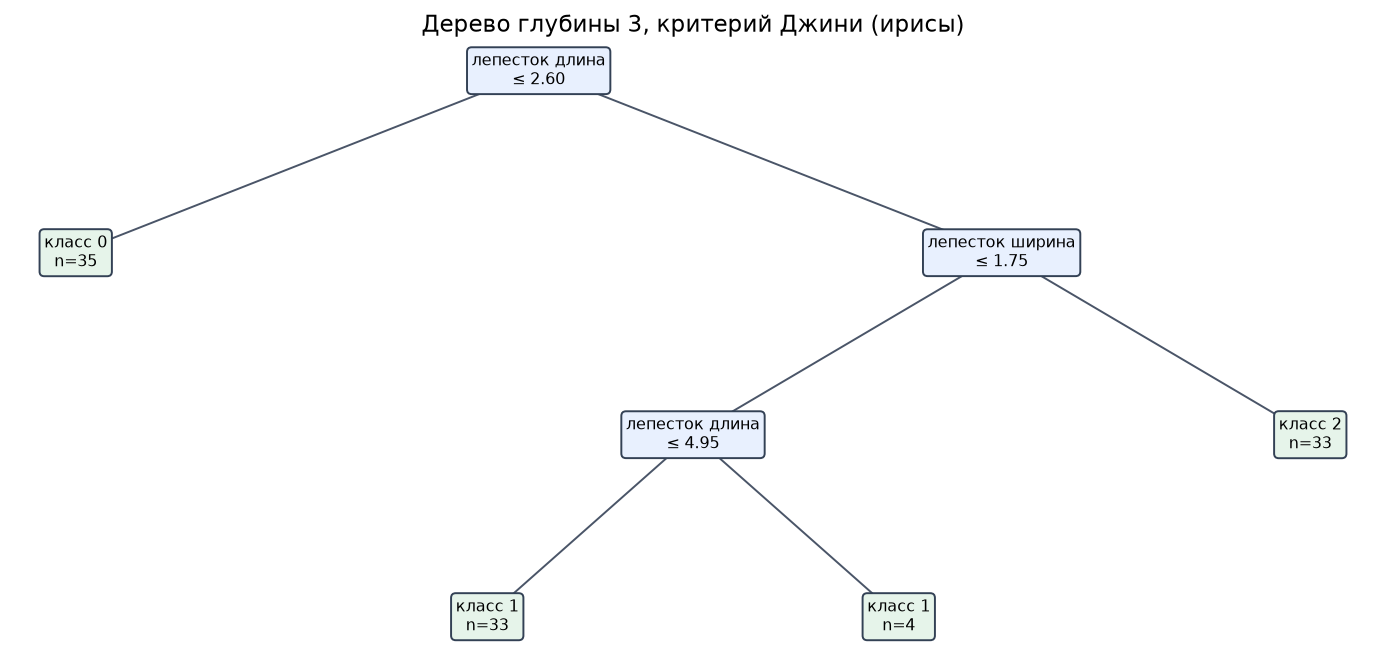 Дерево глубины 3, критерий Джини (ирисы)
лепесток длина
≤ 2.60
класс 0
n=35
лепесток ширина
≤ 1.75
лепесток длина
≤ 4.95
класс 2
n=33
класс 1
n=33
класс 1
n=4